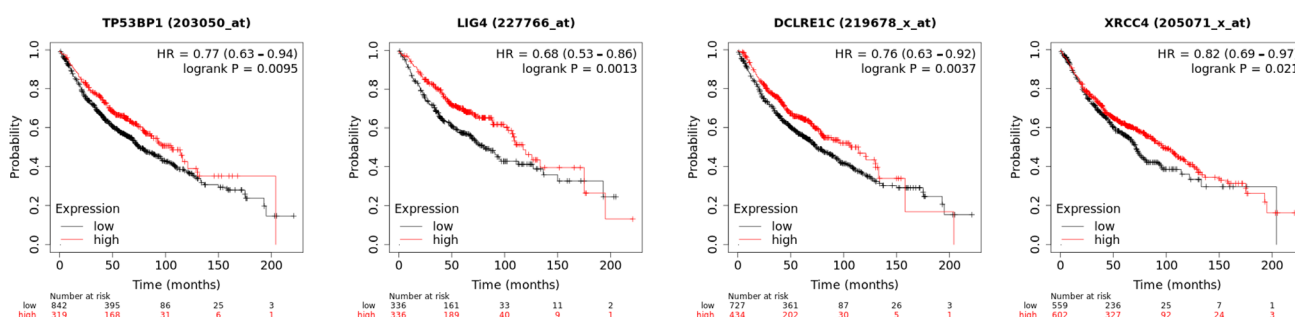 TP53BP1 (203050_at)
HR = 0.77 (0.63 – 0.94)
logrank P = 0.0095
Probability
1.0
0.8
0.6
0.4
0.2
0.0
Expression
low
high
0 50 100 150 200
Time (months)
Number at risk
low 842 395 86 25 3
high 319 168 31 6 1
LIG4 (227766_at)
HR = 0.68 (0.53 – 0.86)
logrank P = 0.0013
Probability
1.0
0.8
0.6
0.4
0.2
0.0
Expression
low
high
0 50 100 150 200
Time (months)
Number at risk
low 336 161 33 11 2
high 336 189 40 9 1
DCLRE1C (219678_x_at)
HR = 0.76 (0.63 – 0.92)
logrank P = 0.0037
Probability
1.0
0.8
0.6
0.4
0.2
0.0
Expression
low
high
0 50 100 150 200
Time (months)
Number at risk
low 727 361 87 26 3
high 434 202 30 5 1
XRCC4 (205071_x_at)
HR = 0.82 (0.69 – 0.97
logrank P = 0.021
Probability
1.0
0.8
0.6
0.4
0.2
0.0
Expression
low
high
0 50 100 150 200
Time (months)
Number at risk
low 559 236 25 7 1
high 602 327 92 24 3